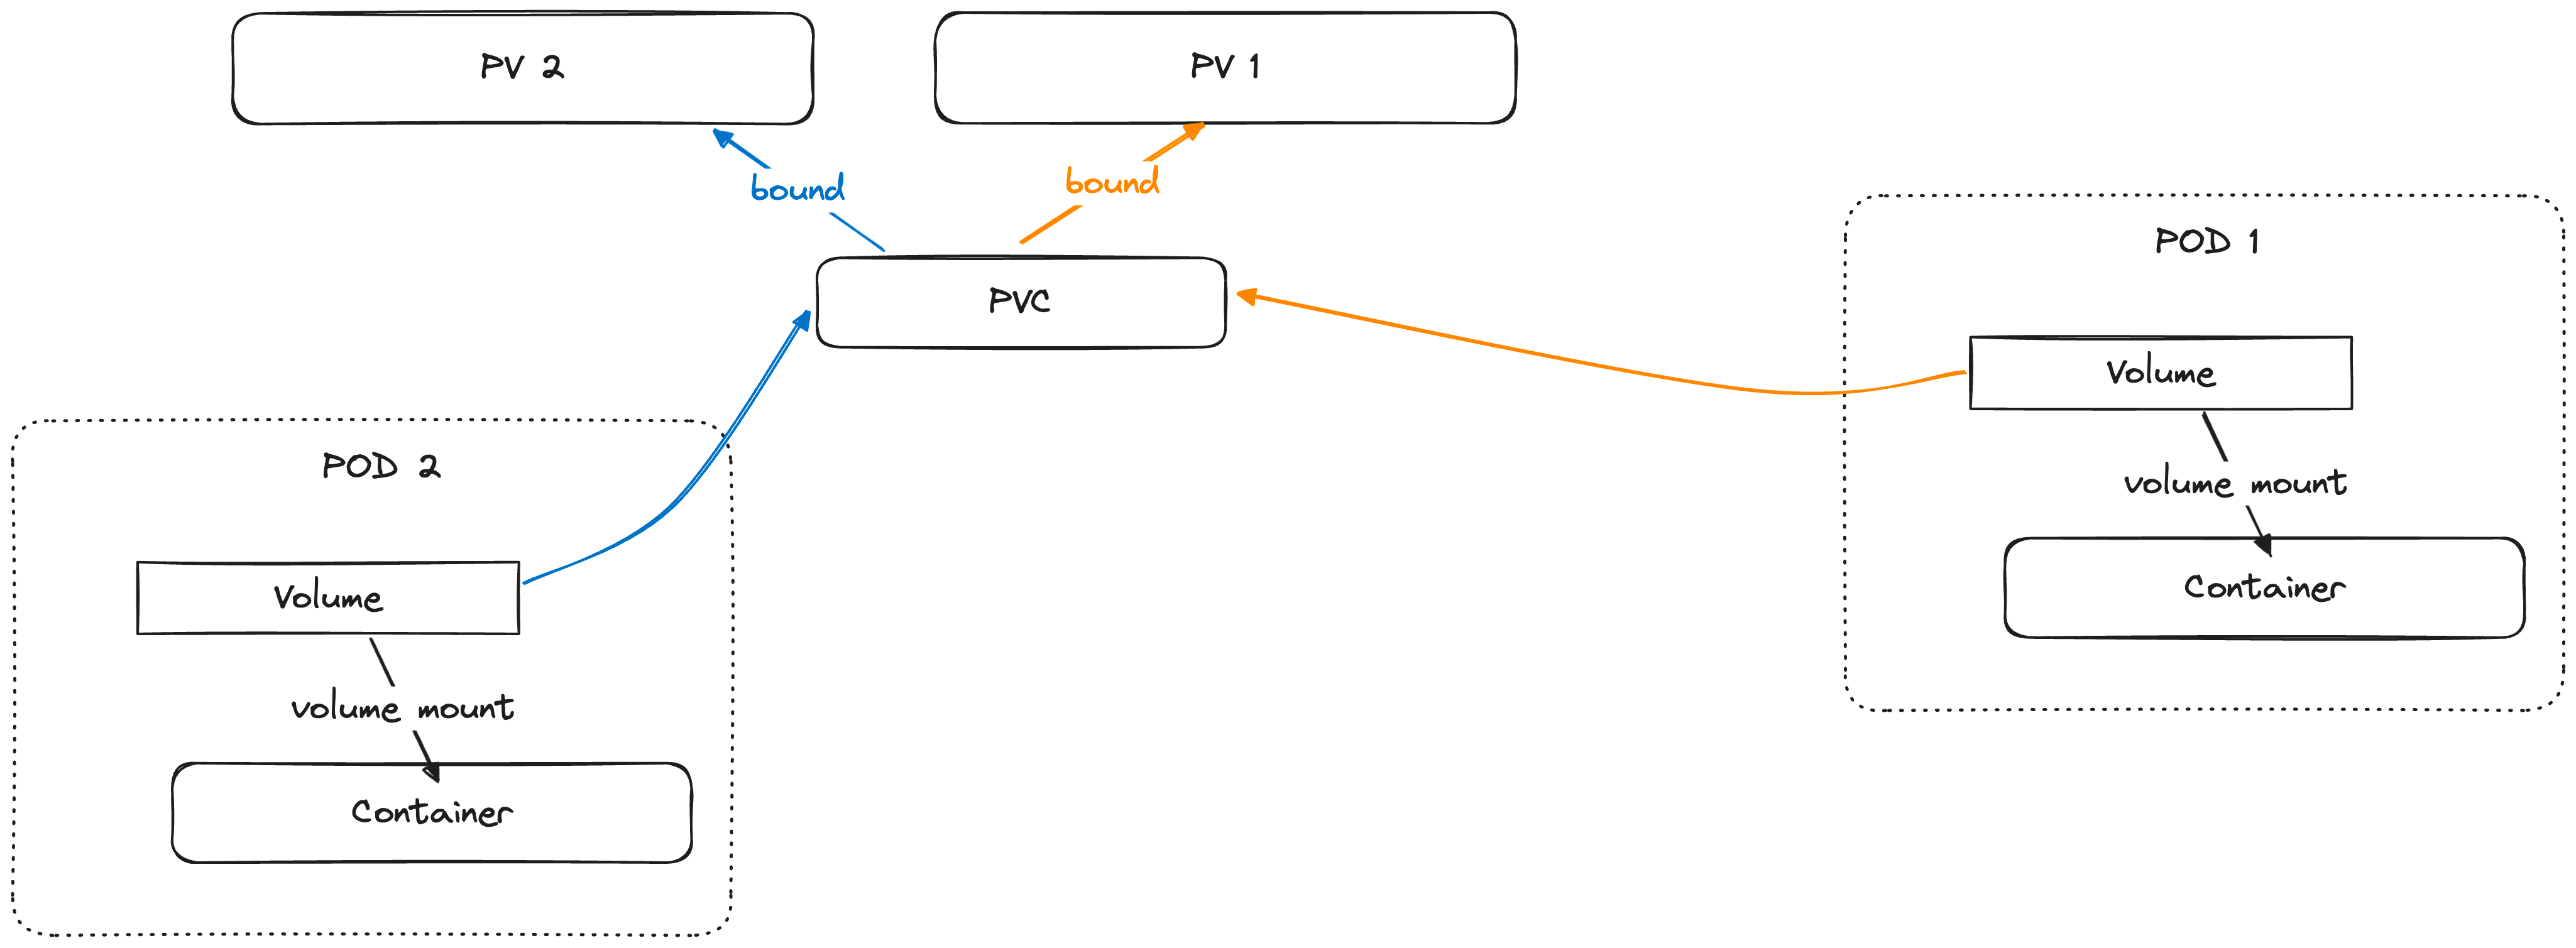 PV 2
PV 1
bound
bound
PVC
POD 1
Volume
volume mount
Container
POD 2
Volume
volume mount
Container